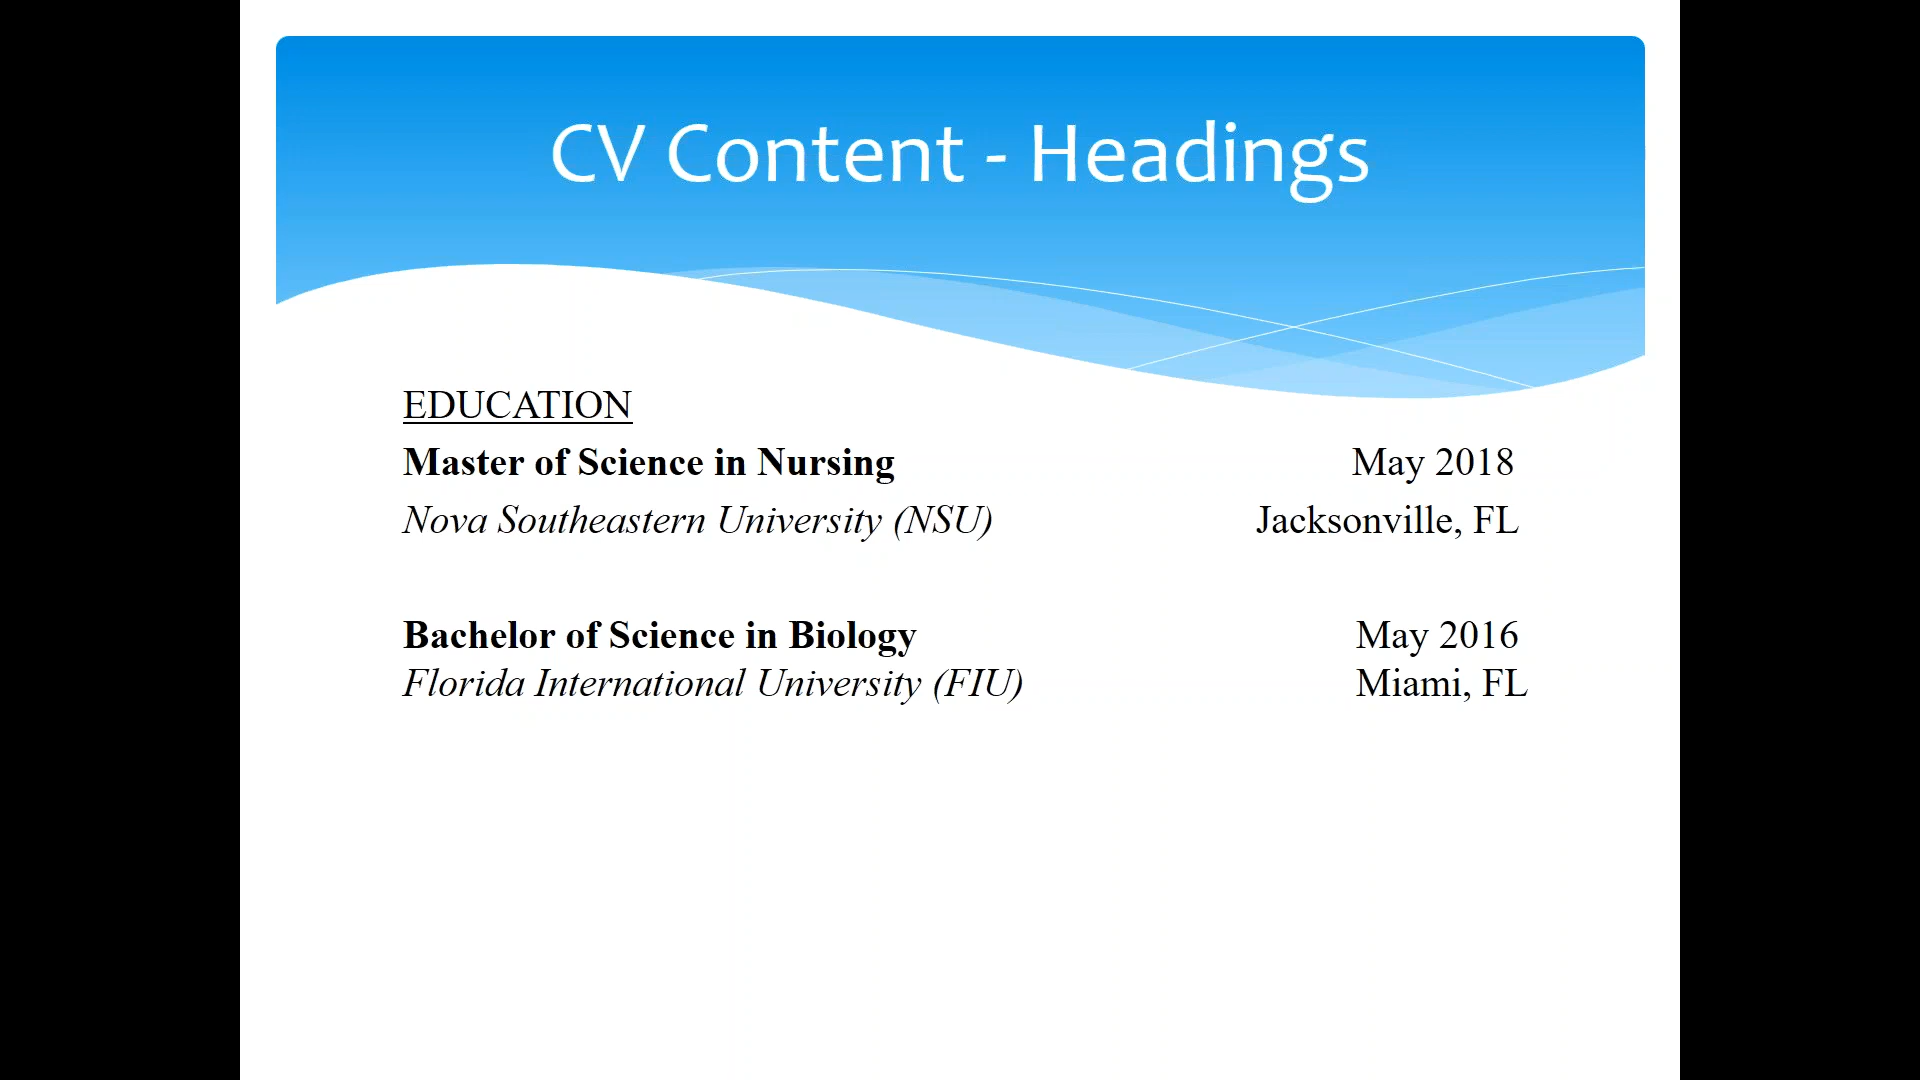 CV Content - Headings
EDUCATION
Master of Science in Nursing May 2018
Nova Southeastern University (NSU) Jacksonville, FL
Bachelor of Science in Biology May 2016
Florida International University (FIU) Miami, FL